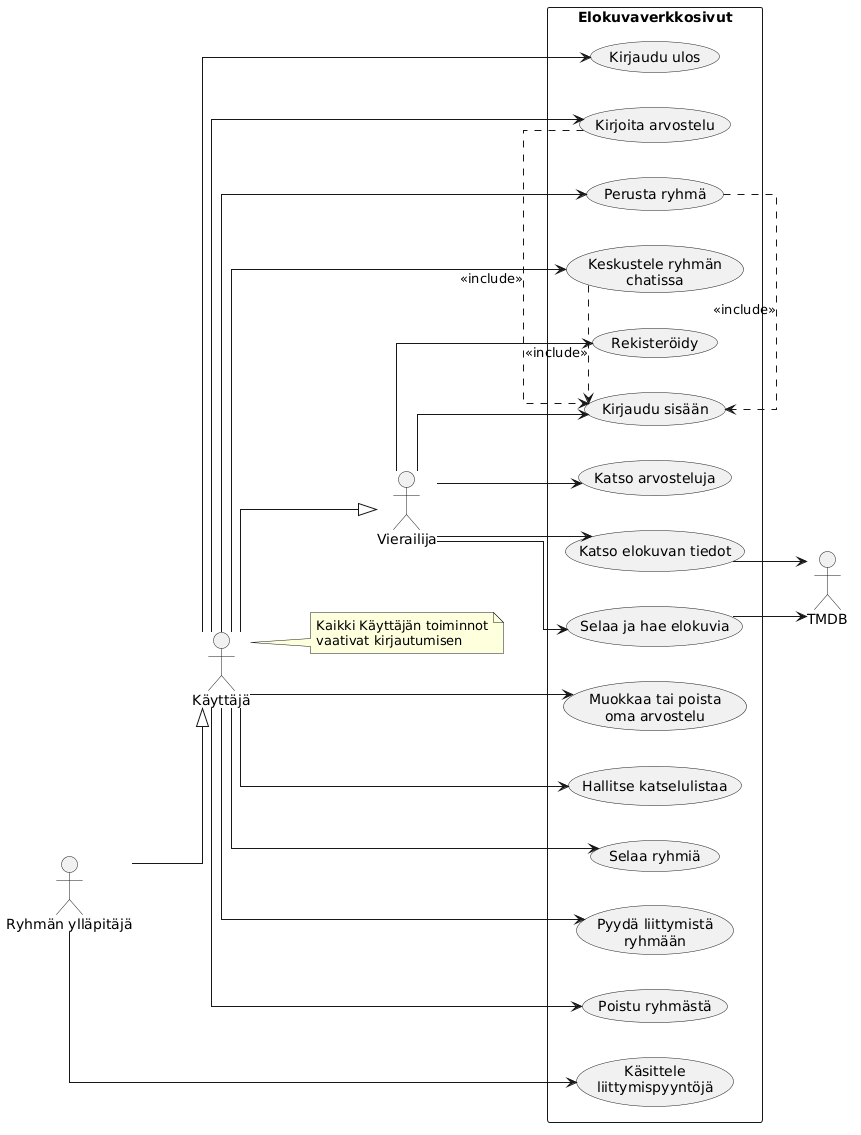 Elokuvaverkkosivut
Kirjaudu ulos
Kirjoita arvostelu
Perusta ryhmä
Keskustele ryhmän
chatissa
«include»
«include»
«include»
Rekisteröidy
Kirjaudu sisään
Katso arvosteluja
Vierailija
Katso elokuvan tiedot
TMDB
Selaa ja hae elokuvia
Kaikki Käyttäjän toiminnot
vaativat kirjautumisen
Käyttäjä
Muokkaa tai poista
oma arvostelu
Hallitse katselulistaa
Selaa ryhmiä
Ryhmän ylläpitäjä
Pyydä liittymistä
ryhmään
Poistu ryhmästä
Käsittele
liittymispyyntöjä